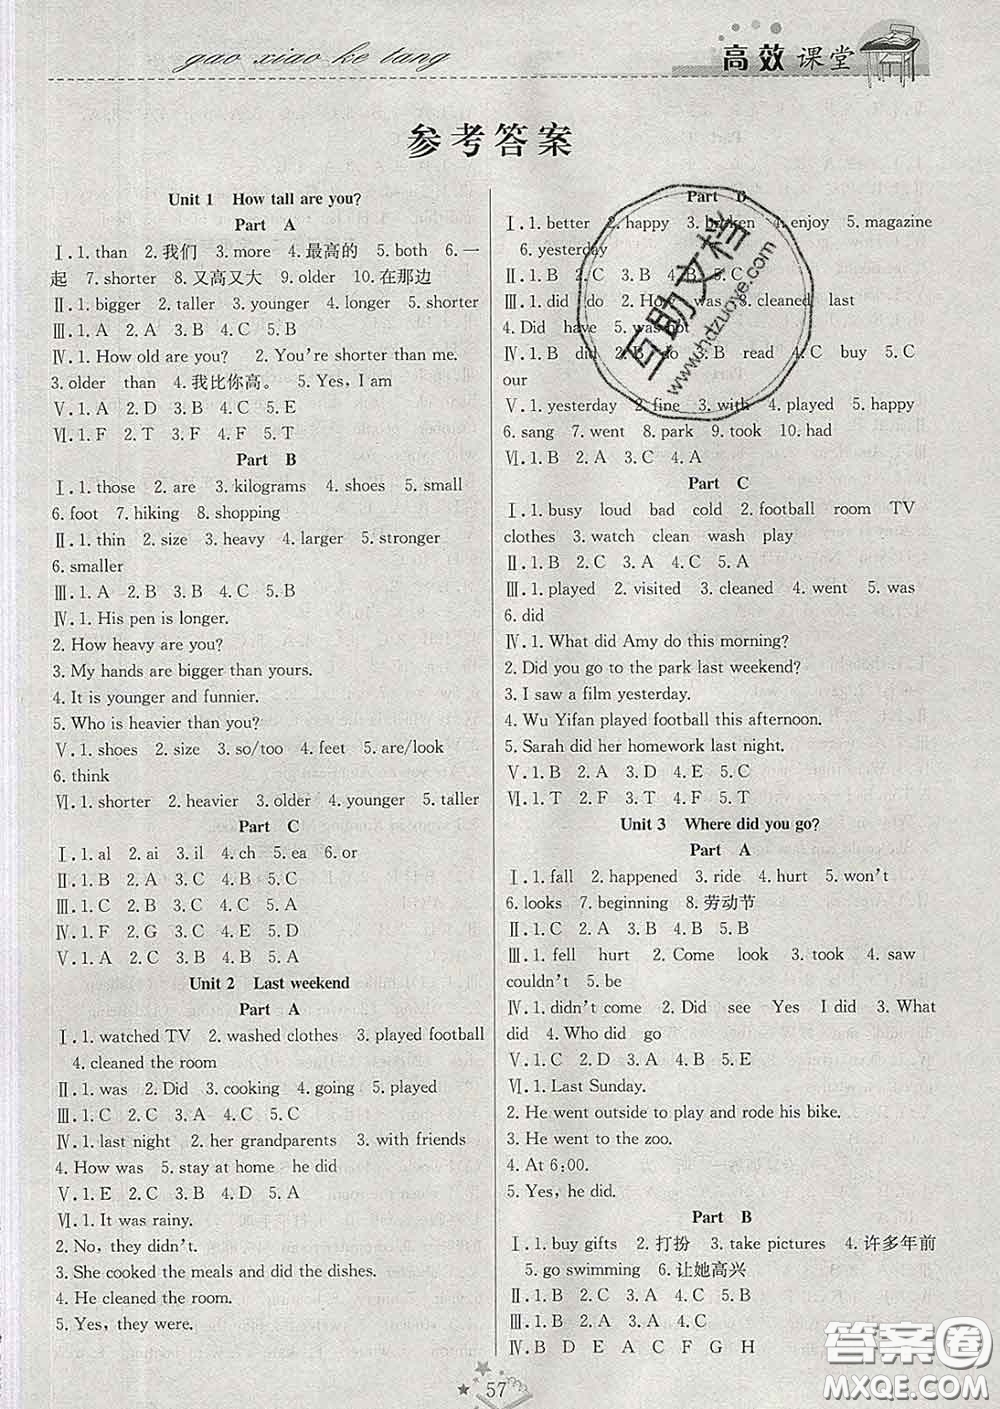 gao xiao ke tang
高效课堂
参考答案
Unit 1 How tall are you?
Part A
Ⅰ.1. than 2.我们 3. more 4.最高的 5. both 6.一
起 7. shorter 8.又高又大 9. older 10.在那边
Ⅱ.1. bigger 2. taller 3. younger 4. longer 5. shorter
Ⅲ.1. A 2. A 3. B 4. C 5. B
Ⅳ.1. How old are you? 2. You're shorter than me.
3. older than 4.我比你高。 5. Yes, I am
Ⅴ.1. A 2. D 3. B 4. C 5. E
Ⅵ.1. F 2. T 3. F 4. F 5. T
Part B
Ⅰ.1. those 2. are 3. kilograms 4. shoes 5. small
6. foot 7. hiking 8. shopping
Ⅱ.1. thin 2. size 3. heavy 4. larger 5. stronger
6. smaller
Ⅲ.1. A 2. B 3. B 4. C 5. B
Ⅳ.1. His pen is longer.
2. How heavy are you?
3. My hands are bigger than yours.
4. It is younger and funnier.
5. Who is heavier than you?
Ⅴ.1. shoes 2. size 3. so/too 4. feet 5. are/look
6. think
Ⅵ.1. shorter 2. heavier 3. older 4. younger 5. taller
Part C
Ⅰ.1. al 2. ai 3. il 4. ch 5. ea 6. or
Ⅱ.1. B 2. A 3. C 4. B 5. C
Ⅲ.1. C 2. B 3. B 4. C 5. A
Ⅳ.1. F 2. G 3. C 4. E 5. D
Ⅴ.1. A 2. B 3. C 4. C 5. A
Unit 2 Last weekend
Part A
Ⅰ.1. watched TV 2. washed clothes 3. played football
4. cleaned the room
Ⅱ.1. was 2. Did 3. cooking 4. going 5. played
Ⅲ.1. C 2. C 3. A 4. C 5. B
Ⅳ.1. last night 2. her grandparents 3. with friends
4. How was 5. stay at home he did
Ⅴ.1. E 2. C 3. B 4. D 5. A
Ⅵ.1. It was rainy.
2. No, they didn't.
3. She cooked the meals and did the dishes.
4. He cleaned the room.
5. Yes, they were.
Part B
Ⅰ.1. better 2. happy 3. broken 4. enjoy 5. magazine
6. yesterday
Ⅱ.1. B 2. C 3. B 4. C 5. B
Ⅲ.1. did do 2. How was 3. cleaned last
4. Did have 5. was not
Ⅳ.1. B did 2. B do 3. B read 4. C buy 5. C
our
Ⅴ.1. yesterday 2. fine 3. with 4. played 5. happy
6. sang 7. went 8. park 9. took 10. had
Ⅵ.1. B 2. A 3. C 4. A
Part C
Ⅰ.1. busy loud bad cold 2. football room TV
clothes 3. watch clean wash play
Ⅱ.1. B 2. C 3. A 4. C 5. A
Ⅲ.1. played 2. visited 3. cleaned 4. went 5. was
6. did
Ⅳ.1. What did Amy do this morning?
2. Did you go to the park last weekend?
3. I saw a film yesterday.
4. Wu Yifan played football this afternoon.
5. Sarah did her homework last night.
Ⅴ.1. B 2. A 3. D 4. E 5. C
Ⅵ.1. T 2. F 3. T 4. F 5. T
Unit 3 Where did you go?
Part A
Ⅰ.1. fall 2. happened 3. ride 4. hurt 5. won't
6. looks 7. beginning 8.劳动节
Ⅱ.1. B 2. C 3. A 4. B 5. A
Ⅲ.1. fell hurt 2. Come look 3. took 4. saw
couldn't 5. be
Ⅳ.1. didn't come 2. Did see Yes I did 3. What
did 4. Who did go
Ⅴ.1. C 2. D 3. A 4. B 5. E
Ⅵ.1. Last Sunday.
2. He went outside to play and rode his bike.
3. He went to the zoo.
4. At 6:00.
5. Yes, he did.
Part B
Ⅰ.1. buy gifts 2.打扮 3. take pictures 4.许多年前
5. go swimming 6.让她高兴
Ⅱ.1. B 2. C 3. A 4. B 5. C
Ⅲ.1. B 2. C 3. B 4. A 5. A
Ⅳ. B D E A C F G H
57
互助文档
www.hdzuoye.com
答案圈
MXQE.COM